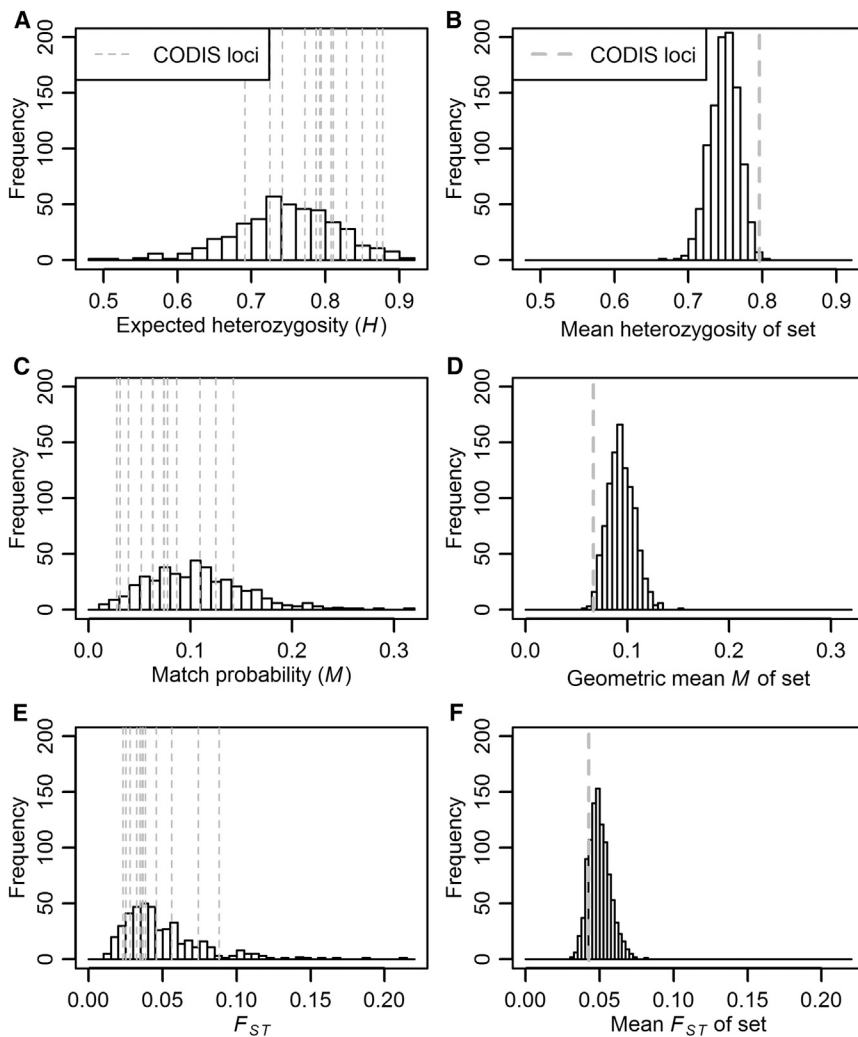 A
CODIS loci
Frequency
0 50 100 150 200
0.5 0.6 0.7 0.8 0.9
Expected heterozygosity (H)
B
CODIS loci
Frequency
0 50 100 150 200
0.5 0.6 0.7 0.8 0.9
Mean heterozygosity of set
C
Frequency
0 50 100 150 200
0.0 0.1 0.2 0.3
Match probability (M)
D
Frequency
0 50 100 150 200
0.0 0.1 0.2 0.3
Geometric mean M of set
E
Frequency
0 50 100 150 200
0.00 0.05 0.10 0.15 0.20
FST
F
Frequency
0 50 100 150 200
0.00 0.05 0.10 0.15 0.20
Mean FST of set